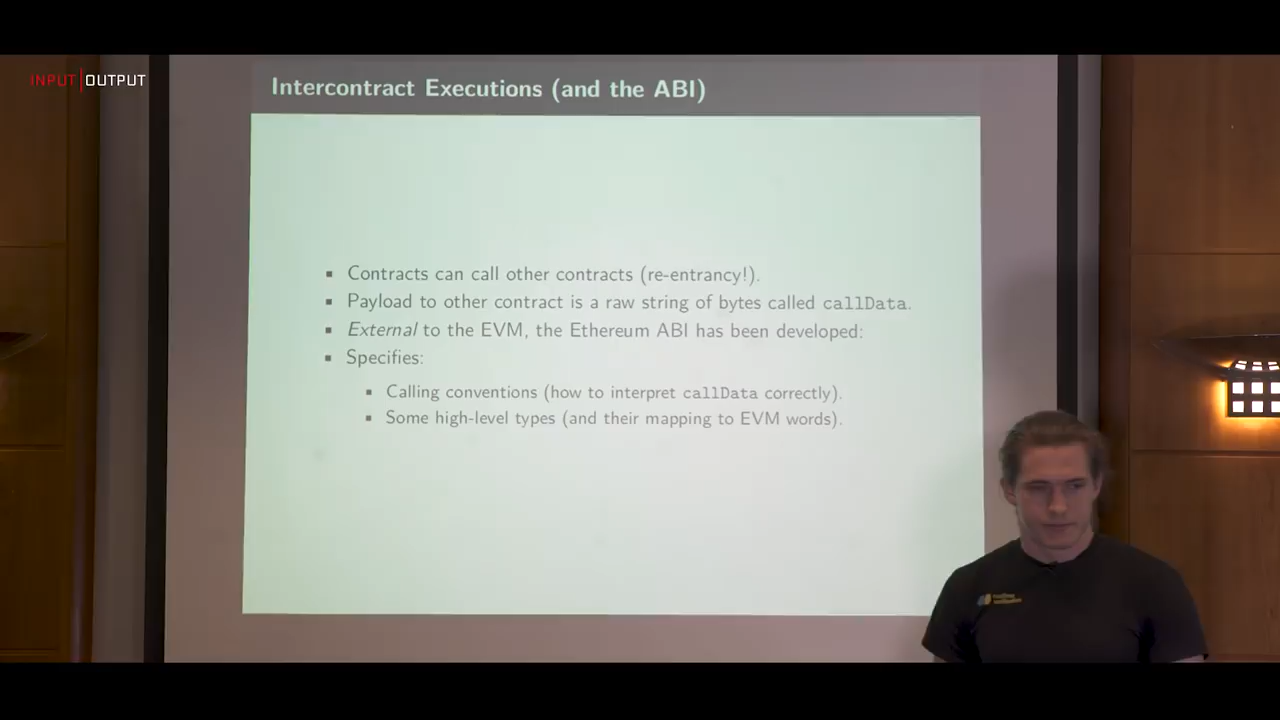 INPUT|OUTPUT
Intercontract Executions (and the ABI)
▪ Contracts can call other contracts (re-entrancy!).
▪ Payload to other contract is a raw string of bytes called callData.
▪ External to the EVM, the Ethereum ABI has been developed:
▪ Specifies:
▪ Calling conventions (how to interpret callData correctly).
▪ Some high-level types (and their mapping to EVM words).